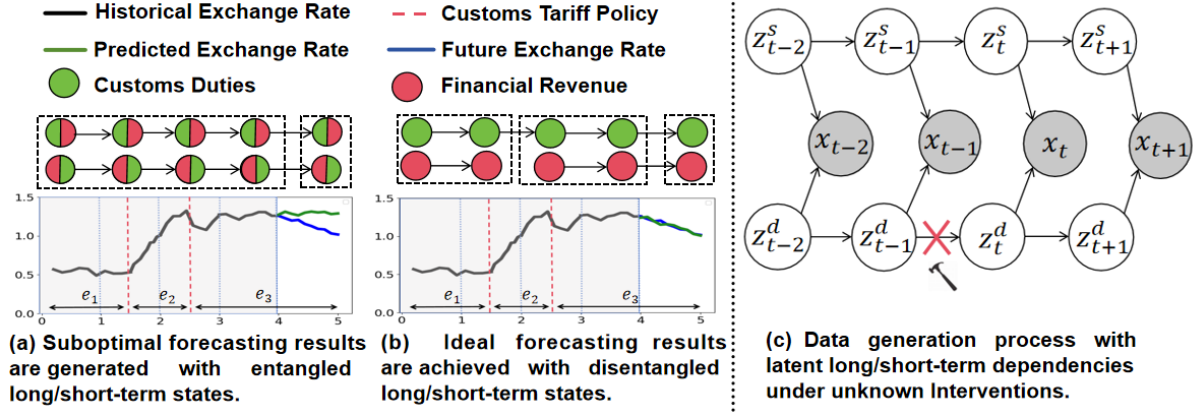 Historical Exchange Rate
Customs Tariff Policy
Predicted Exchange Rate
Future Exchange Rate
Customs Duties
Financial Revenue
1.5
1.0
0.5
0.0
e₁
e₂
e₃
0 1 2 3 4 5
(a) Suboptimal forecasting results
are generated with entangled
long/short-term states.
1.5
1.0
0.5
0.0
e₁
e₂
e₃
0 1 2 3 4 5
(b) Ideal forecasting results
are achieved with disentangled
long/short-term states.
(c) Data generation process with
latent long/short-term dependencies
under unknown Interventions.
z^s_{t-2} z^s_{t-1} z^s_t z^s_{t+1}
x_{t-2} x_{t-1} x_t x_{t+1}
z^d_{t-2} z^d_{t-1} z^d_t z^d_{t+1}